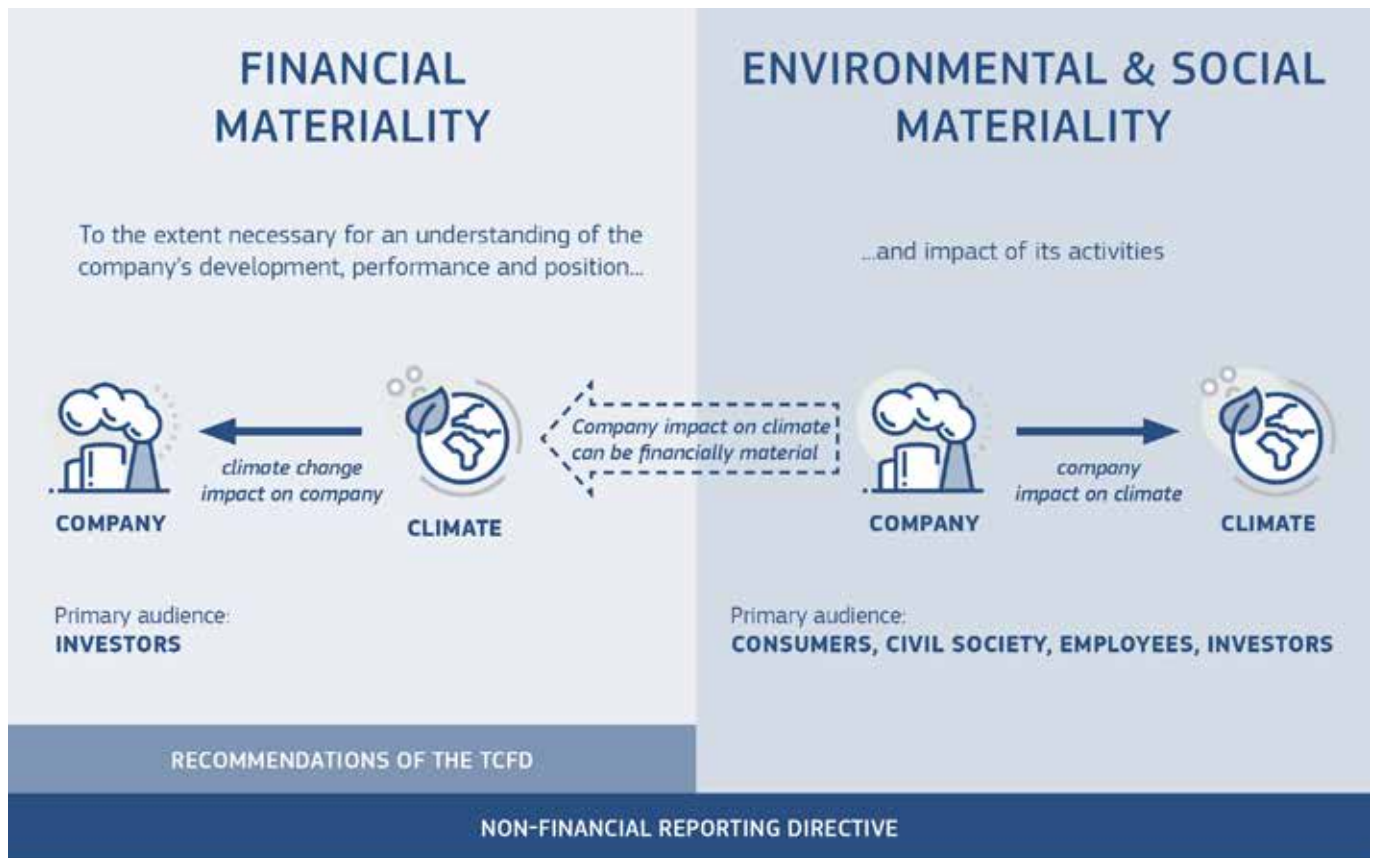 FINANCIAL
MATERIALITY
To the extent necessary for an understanding of the
company's development, performance and position...
climate change
impact on company
COMPANY
CLIMATE
Primary audience:
INVESTORS
RECOMMENDATIONS OF THE TCFD
Company impact on climate
can be financially material
ENVIRONMENTAL & SOCIAL
MATERIALITY
...and impact of its activities
company
impact on climate
COMPANY
CLIMATE
Primary audience:
CONSUMERS, CIVIL SOCIETY, EMPLOYEES, INVESTORS
NON-FINANCIAL REPORTING DIRECTIVE